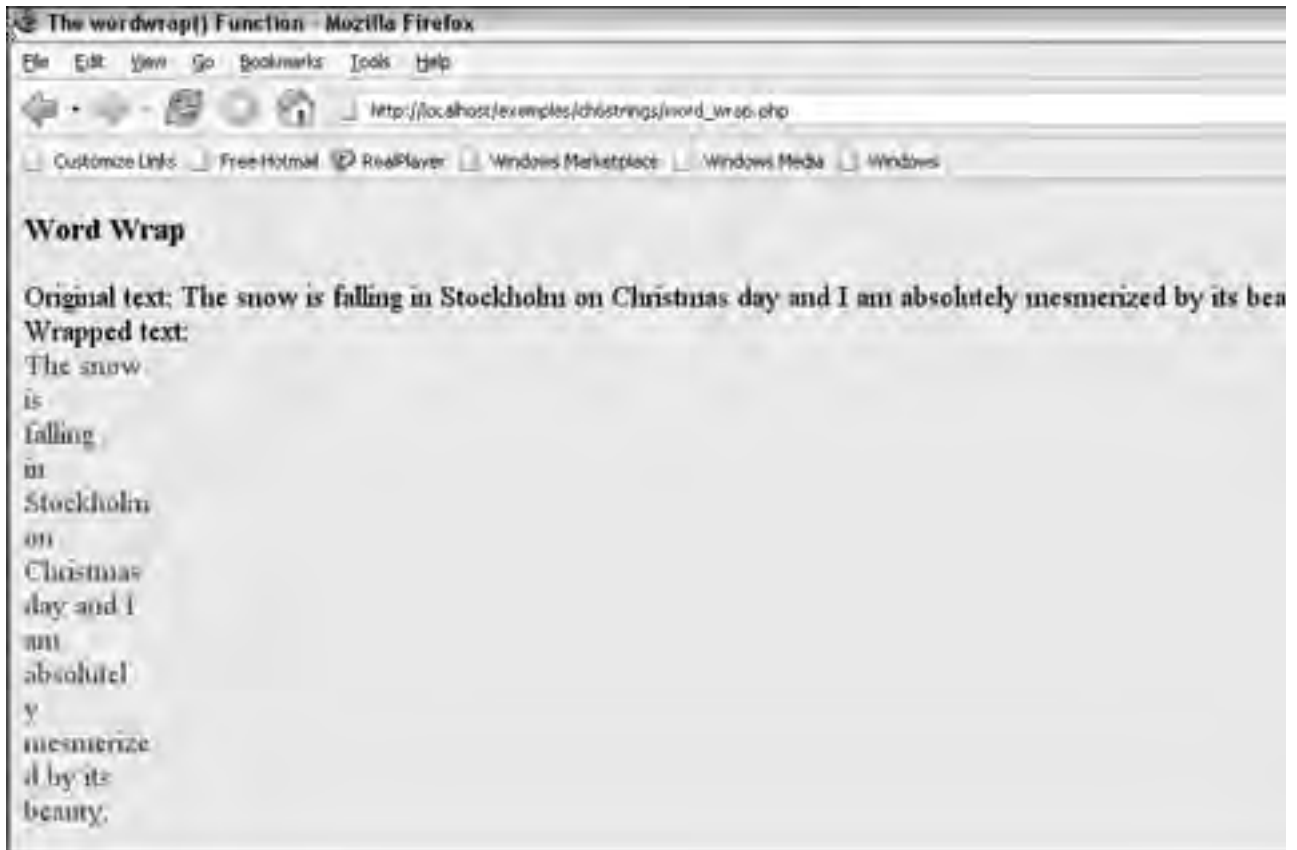 The wordwrap() Function - Mozilla Firefox
File Edit View Go Bookmarks Tools Help
http://localhost/examples/ch6strings/word_wrap.php
Customize Links Free Hotmail RealPlayer Windows Marketplace Windows Media Windows
Word Wrap
Original text: The snow is falling in Stockholm on Christmas day and I am absolutely mesmerized by its bea
Wrapped text:
The snow
is
falling
in
Stockholm
on
Christmas
day and I
am
absolutel
y
mesmerize
d by its
beauty.